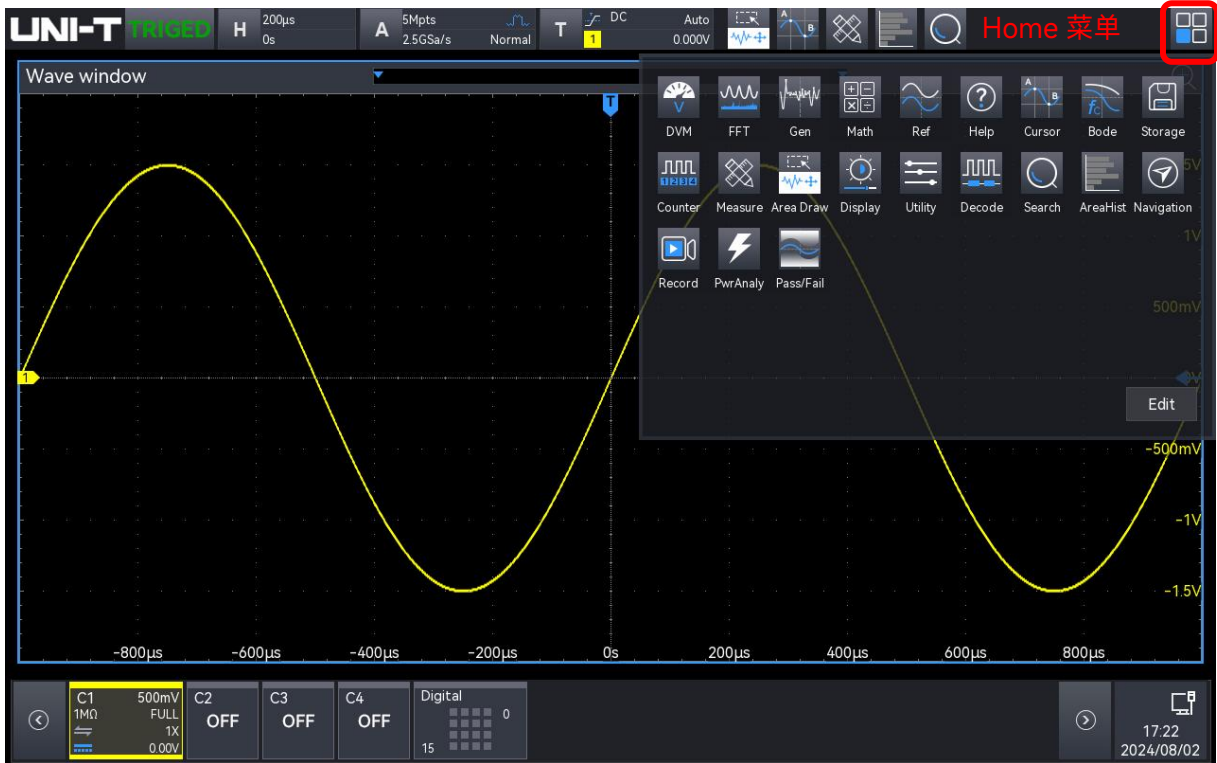 UNI-T TRIGED H 200μs A 5Mpts T DC Auto Home 菜单
0s 2.5GSa/s Normal 1 0.000V
Wave window
T
DVM FFT Gen Math Ref Help Cursor Bode Storage
Counter Measure Area Draw Display Utility Decode Search AreaHist Navigation
1V
Record PwrAnaly Pass/Fail
500mV
1
Edit
-500mV
-1V
-1.5V
-800μs -600μs -400μs -200μs 0s 200μs 400μs 600μs 800μs
C1 500mV C2 C3 C4 Digital
1MΩ FULL OFF OFF OFF 0
1X 17:22
0.00V 15 2024/08/02